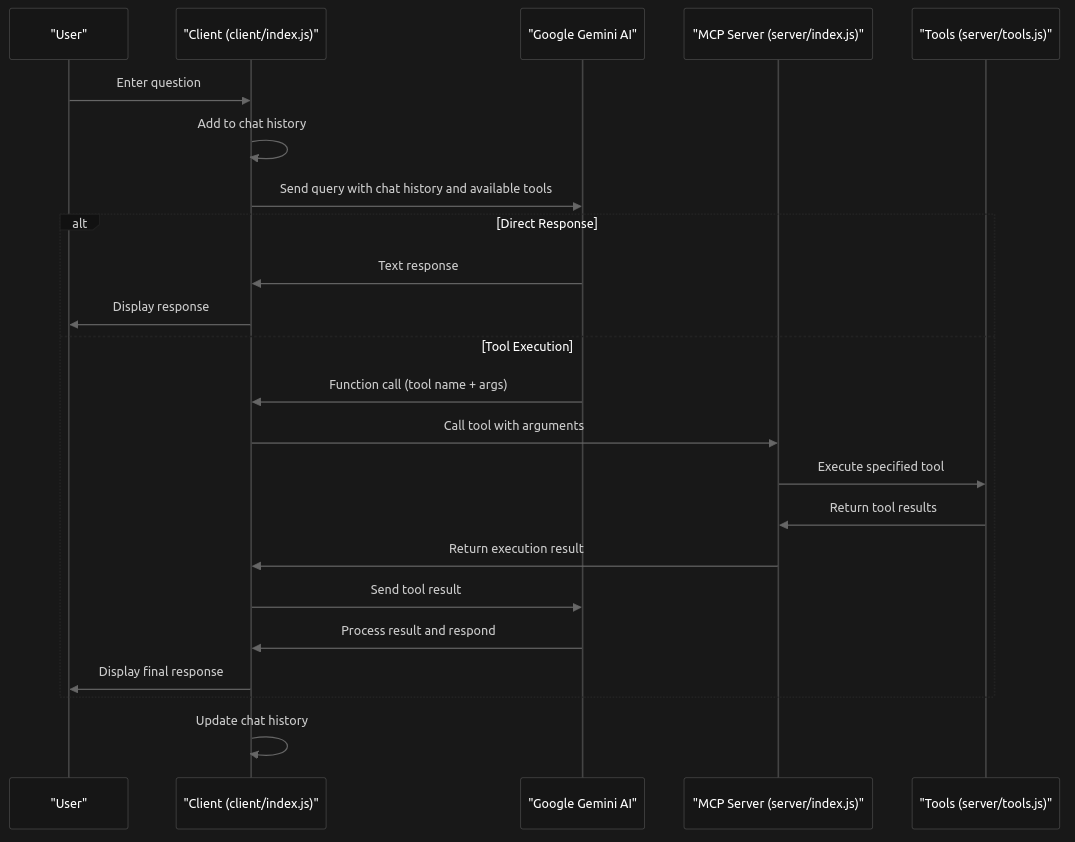 "User"
"Client (client/index.js)"
"Google Gemini AI"
"MCP Server (server/index.js)"
"Tools (server/tools.js)"
Enter question
Add to chat history
Send query with chat history and available tools
alt
[Direct Response]
Text response
Display response
[Tool Execution]
Function call (tool name + args)
Call tool with arguments
Execute specified tool
Return tool results
Return execution result
Send tool result
Process result and respond
Display final response
Update chat history
"User"
"Client (client/index.js)"
"Google Gemini AI"
"MCP Server (server/index.js)"
"Tools (server/tools.js)"